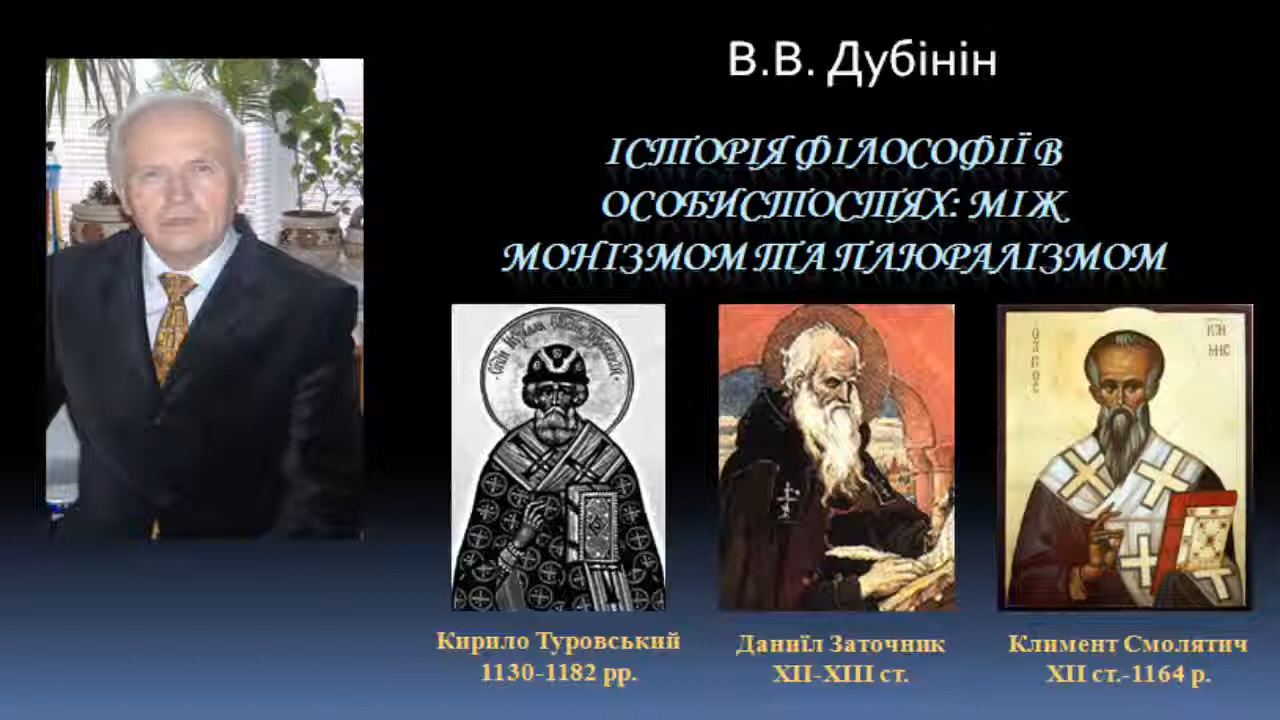 В.В. Дубінін
ІСТОРІЯ ФІЛОСОФІЇ В
ОСОБИСТОСТЯХ: МІЖ
МОНІЗМОМ ТА ПЛЮРАЛІЗМОМ
Кирило Туровський
1130-1182 рр.
Даниїл Заточник
XII-XIII ст.
Климент Смолятич
XII ст.-1164 р.